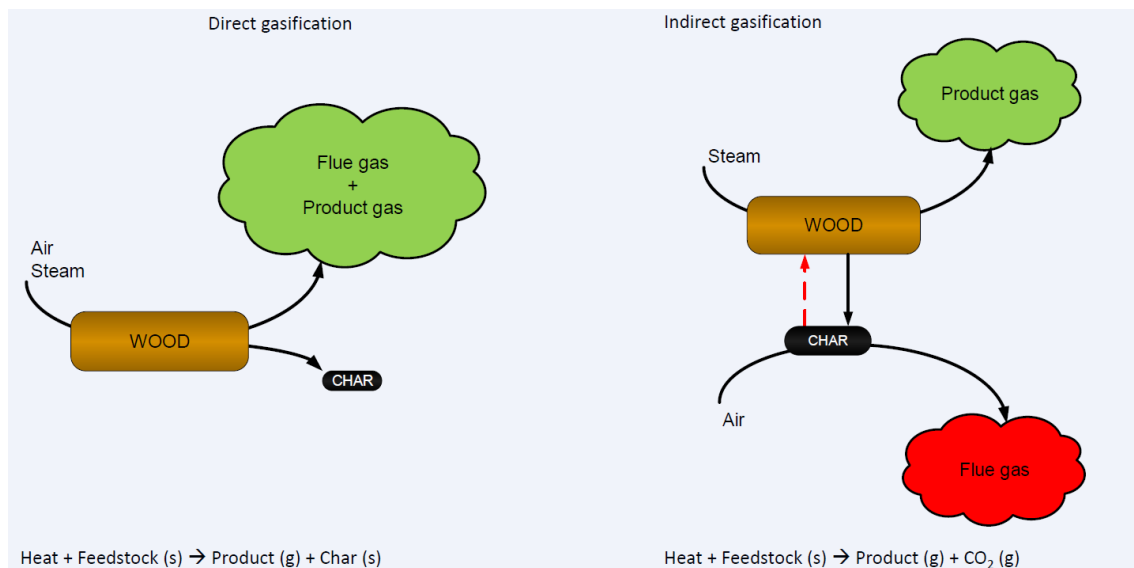 Direct gasification
Flue gas
+
Product gas
Air
Steam
WOOD
CHAR
Heat + Feedstock (s) → Product (g) + Char (s)
Indirect gasification
Product gas
Steam
WOOD
CHAR
Air
Flue gas
Heat + Feedstock (s) → Product (g) + CO₂ (g)